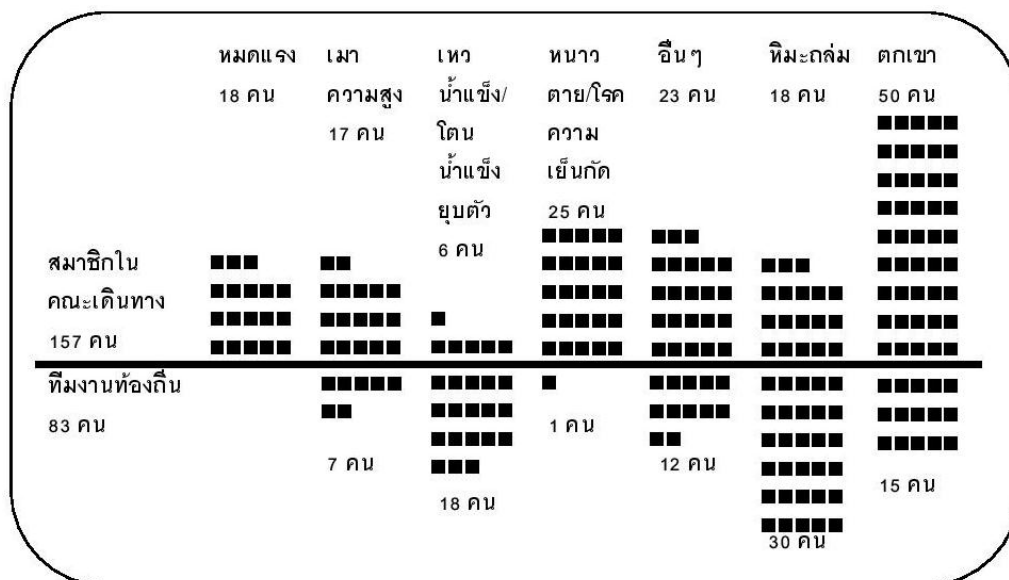 หมดแรง
18 คน
เมา
ความสูง
17 คน
เหว
น้ำแข็ง/
โตน
น้ำแข็ง
ยุบตัว
6 คน
หนาว
ตาย/โรค
ความ
เย็นกัด
25 คน
อื่นๆ
23 คน
หิมะถล่ม
18 คน
ตกเขา
50 คน
สมาชิกใน
คณะเดินทาง
157 คน
ทีมงานท้องถิ่น
83 คน
7 คน
18 คน
1 คน
12 คน
30 คน
15 คน